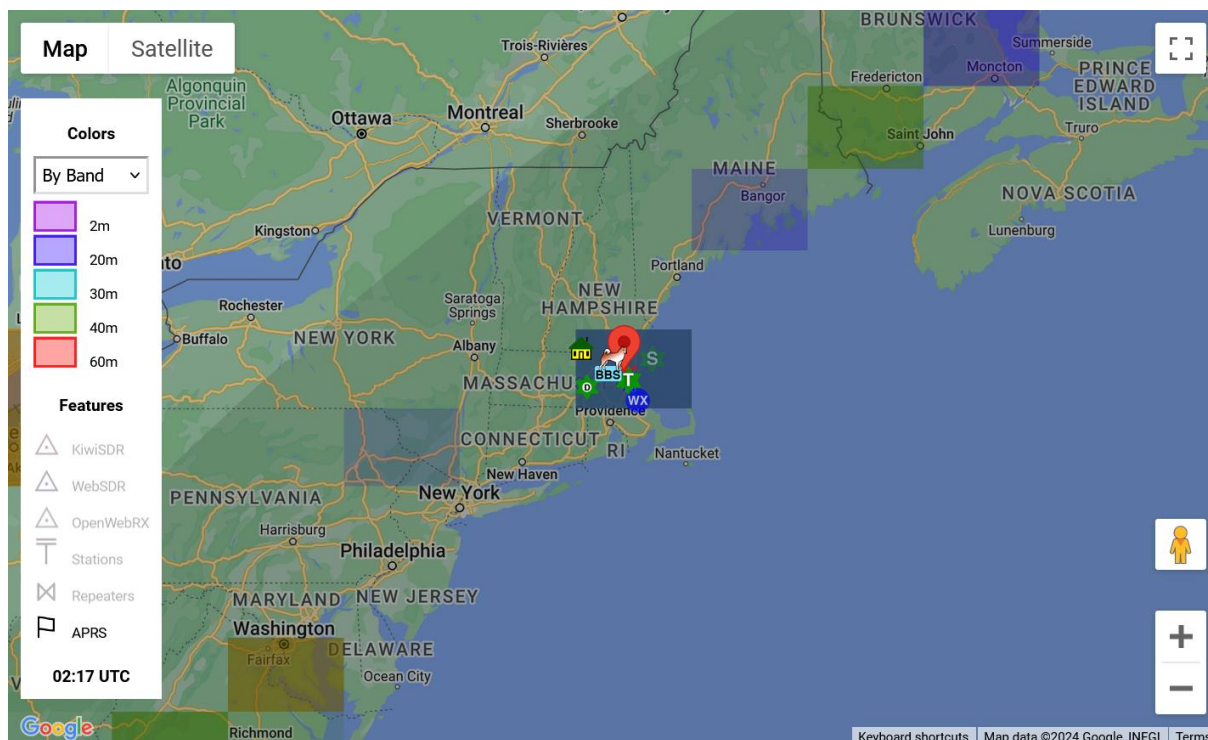 Map
Satellite
Colors
By Band
2m
20m
30m
40m
60m
Features
KiwiSDR
WebSDR
OpenWebRX
Stations
Repeaters
APRS
02:17 UTC
BRUNSWICK
Summerside
Trois-Rivières
Moncton
PRINCE
EDWARD
ISLAND
Fredericton
Algonquin
Provincial
Park
Ottawa
Montreal
Sherbrooke
Saint John
Truro
MAINE
Bangor
NOVA SCOTIA
Lunenburg
VERMONT
Kingston
Portland
NEW
HAMPSHIRE
Saratoga
Springs
Rochester
Buffalo
NEW YORK
Albany
S
BBS
T
D
WX
MASSACHU
Providence
CONNECTICUT
RI
Nantucket
New Haven
New York
PENNSYLVANIA
Harrisburg
Philadelphia
MARYLAND
NEW JERSEY
Washington
Fairfax
DELAWARE
Ocean City
Richmond
Google
Keyboard shortcuts
Map data ©2024 Google, INEGI
Terms